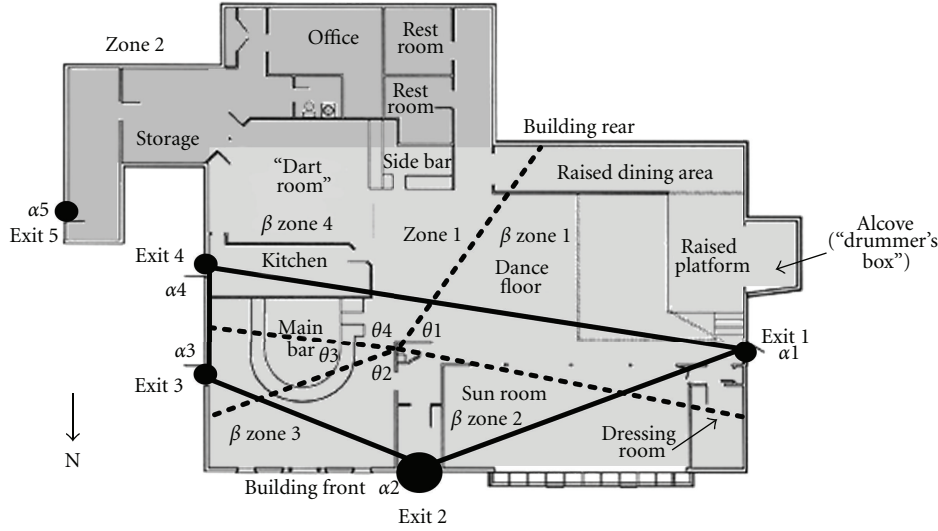 Zone 2
Office
Rest
room
Rest
room
Storage
Building rear
Side bar
"Dart
room"
Raised dining area
α5
Exit 5
β zone 4
Zone 1
β zone 1
Alcove
("drummer's
box")
Exit 4
α4
Kitchen
Dance
floor
Raised
platform
Main
bar
θ4
θ1
θ3
θ2
Exit 1
α1
α3
Exit 3
Sun room
β zone 2
β zone 3
Dressing
room
N
Building front
α2
Exit 2